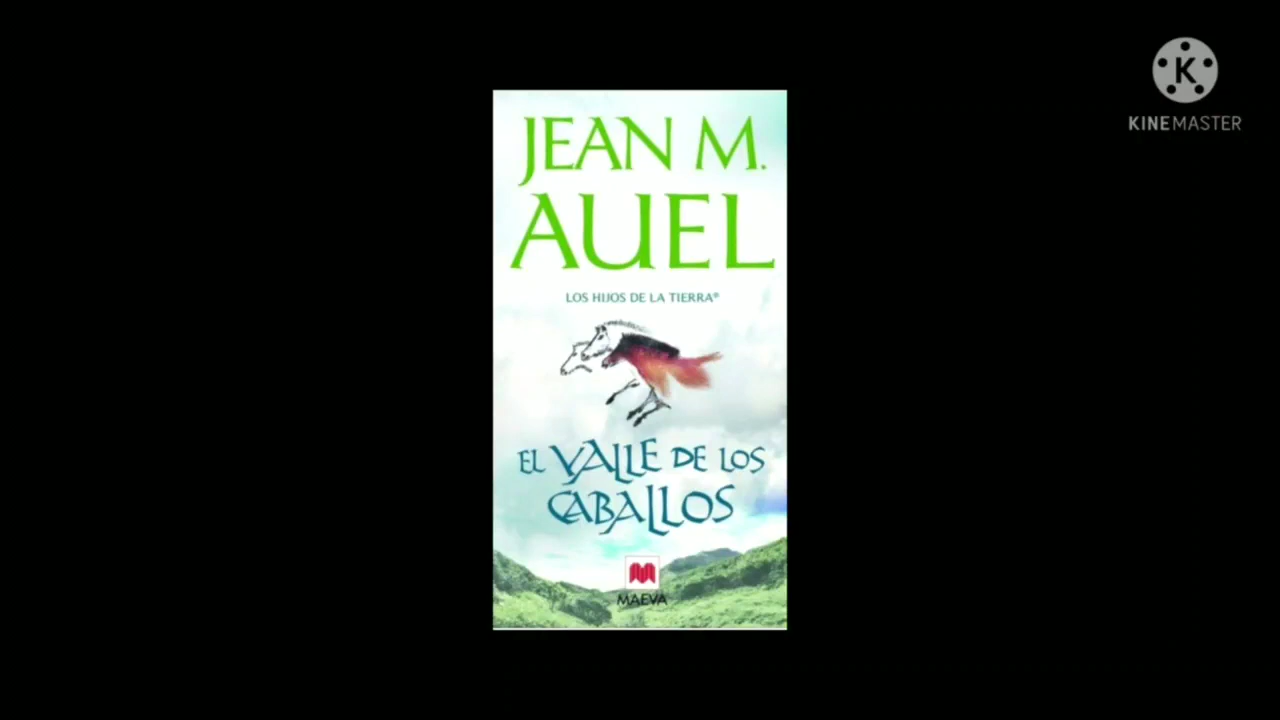 KINEMASTER
JEAN M.
AUEL
LOS HIJOS DE LA TIERRA®
EL VALLE DE LOS
CABALLOS
MAEVA